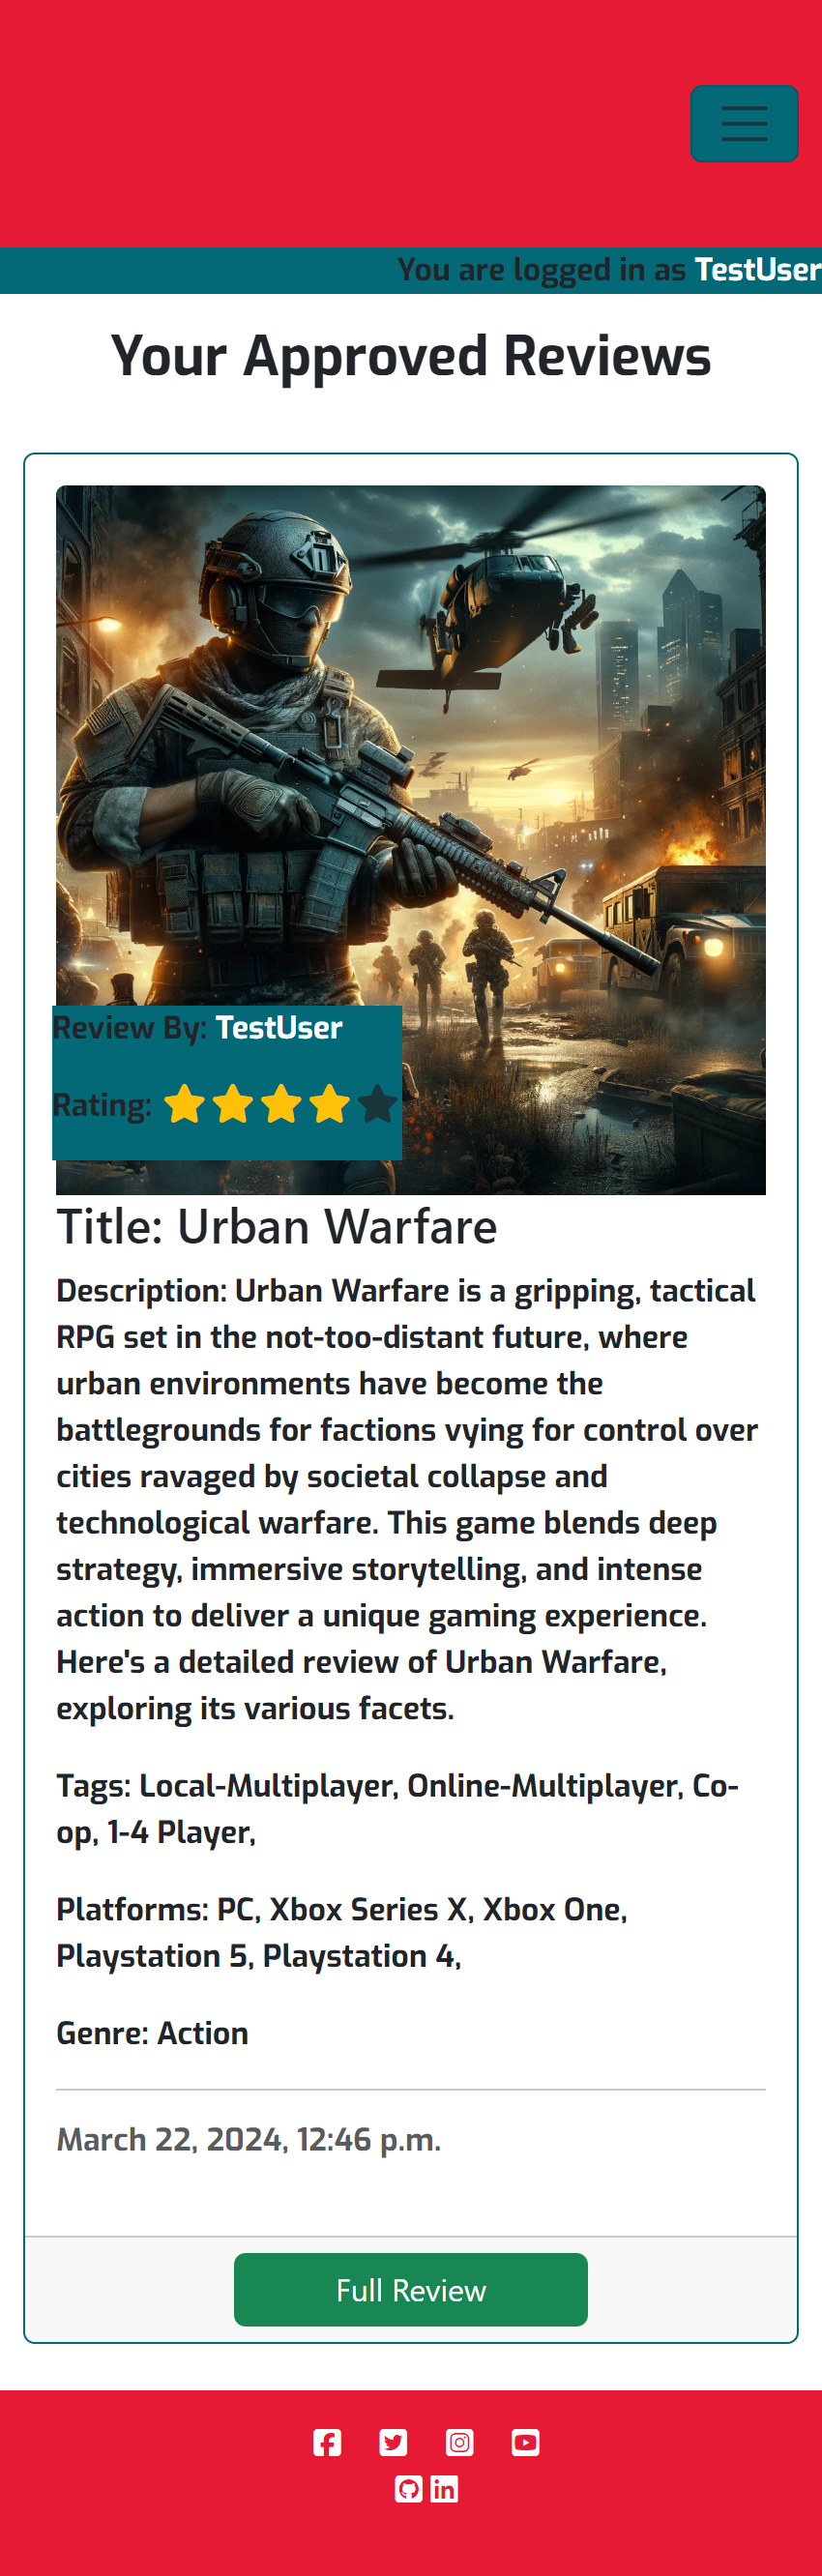 You are logged in as TestUser
Your Approved Reviews
Review By: TestUser
Rating:
Title: Urban Warfare
Description: Urban Warfare is a gripping, tactical
RPG set in the not-too-distant future, where
urban environments have become the
battlegrounds for factions vying for control over
cities ravaged by societal collapse and
technological warfare. This game blends deep
strategy, immersive storytelling, and intense
action to deliver a unique gaming experience.
Here's a detailed review of Urban Warfare,
exploring its various facets.
Tags: Local-Multiplayer, Online-Multiplayer, Co-
op, 1-4 Player,
Platforms: PC, Xbox Series X, Xbox One,
Playstation 5, Playstation 4,
Genre: Action
March 22, 2024, 12:46 p.m.
Full Review